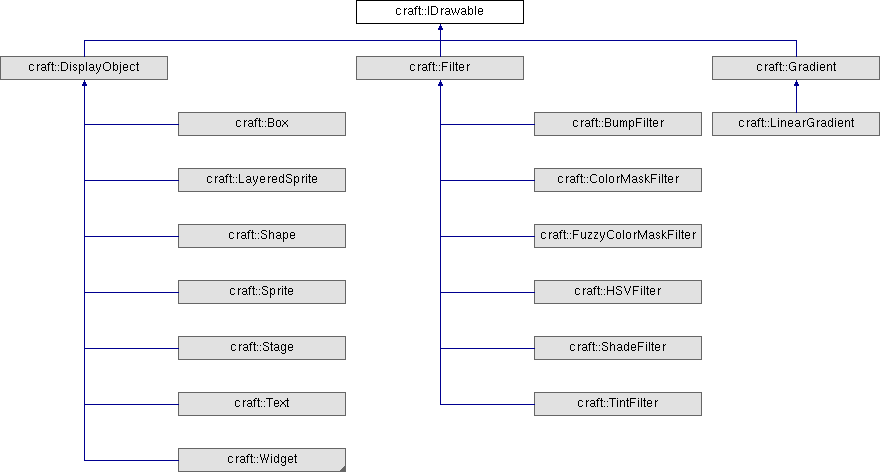 craft::IDrawable
craft::DisplayObject
craft::Filter
craft::Gradient
craft::Box
craft::BumpFilter
craft::LinearGradient
craft::LayeredSprite
craft::ColorMaskFilter
craft::Shape
craft::FuzzyColorMaskFilter
craft::Sprite
craft::HSVFilter
craft::Stage
craft::ShadeFilter
craft::Text
craft::TintFilter
craft::Widget